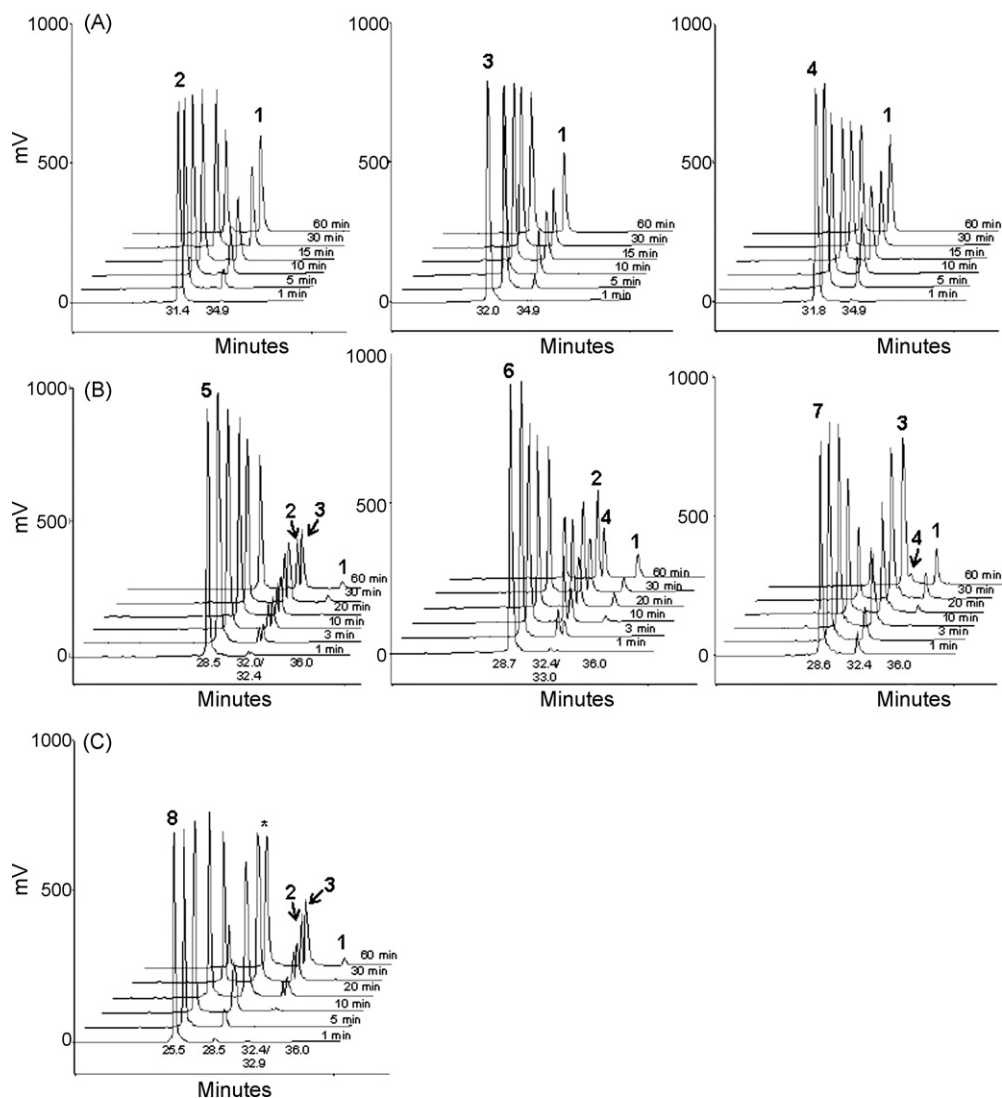 (A)
1000
500
0
mV
2
1
60 min
30 min
15 min
10 min
5 min
1 min
31.4 34.9
Minutes
1000
500
0
3
1
60 min
30 min
15 min
10 min
5 min
1 min
32.0 34.9
Minutes
1000
500
0
4
1
60 min
30 min
15 min
10 min
5 min
1 min
31.8 34.9
Minutes
(B)
1000
500
0
mV
5
2
3
1
60 min
30 min
20 min
10 min
3 min
1 min
28.5 32.0/ 36.0
32.4
Minutes
1000
500
0
6
2
4
1
60 min
30 min
20 min
10 min
3 min
1 min
28.7 32.4/ 36.0
33.0
Minutes
1000
500
0
7
3
4
1
60 min
30 min
20 min
10 min
3 min
1 min
28.6 32.4 36.0
Minutes
(C)
1000
500
0
mV
8
*
2
3
1
60 min
30 min
20 min
10 min
5 min
1 min
25.5 28.5 32.4/ 36.0
32.9
Minutes